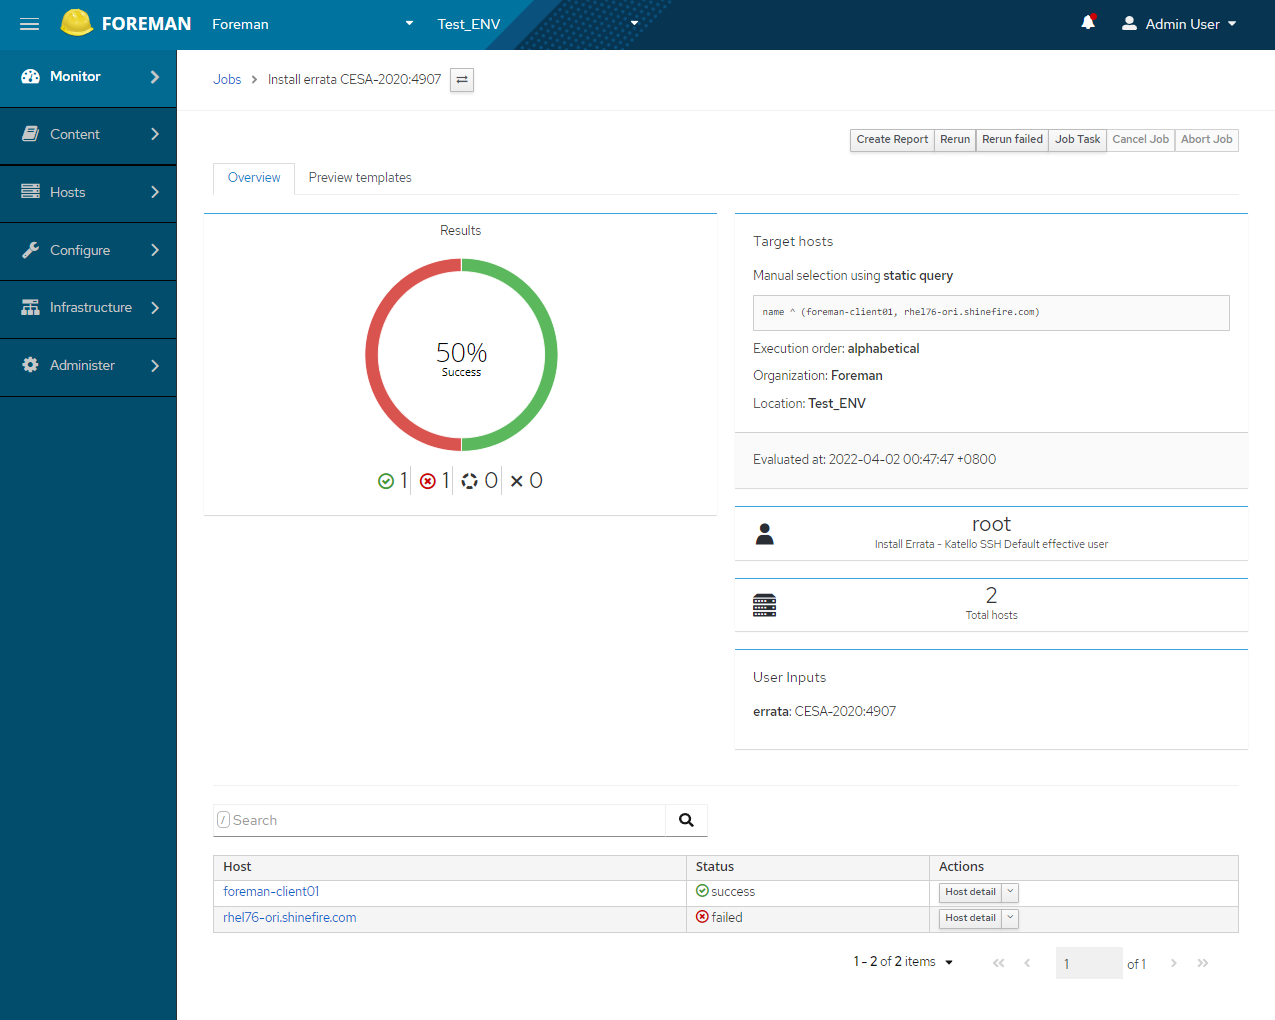 FOREMAN Foreman Test_ENV Admin User
Monitor
Content
Hosts
Configure
Infrastructure
Administer
Jobs Install errata CESA-2020:4907
Create Report Rerun Rerun failed Job Task Cancel Job Abort Job
Overview Preview templates
Results
50%
Success
1 1 0 0
Target hosts
Manual selection using static query
name ^ (foreman-client01, rhel76-ori.shinefire.com)
Execution order: alphabetical
Organization: Foreman
Location: Test_ENV
Evaluated at: 2022-04-02 00:47:47 +0800
root
Install Errata - Katello SSH Default effective user
2
Total hosts
User Inputs
errata: CESA-2020:4907
/ Search
Host Status Actions
foreman-client01 success Host detail
rhel76-ori.shinefire.com failed Host detail
1 - 2 of 2 items 1 of 1